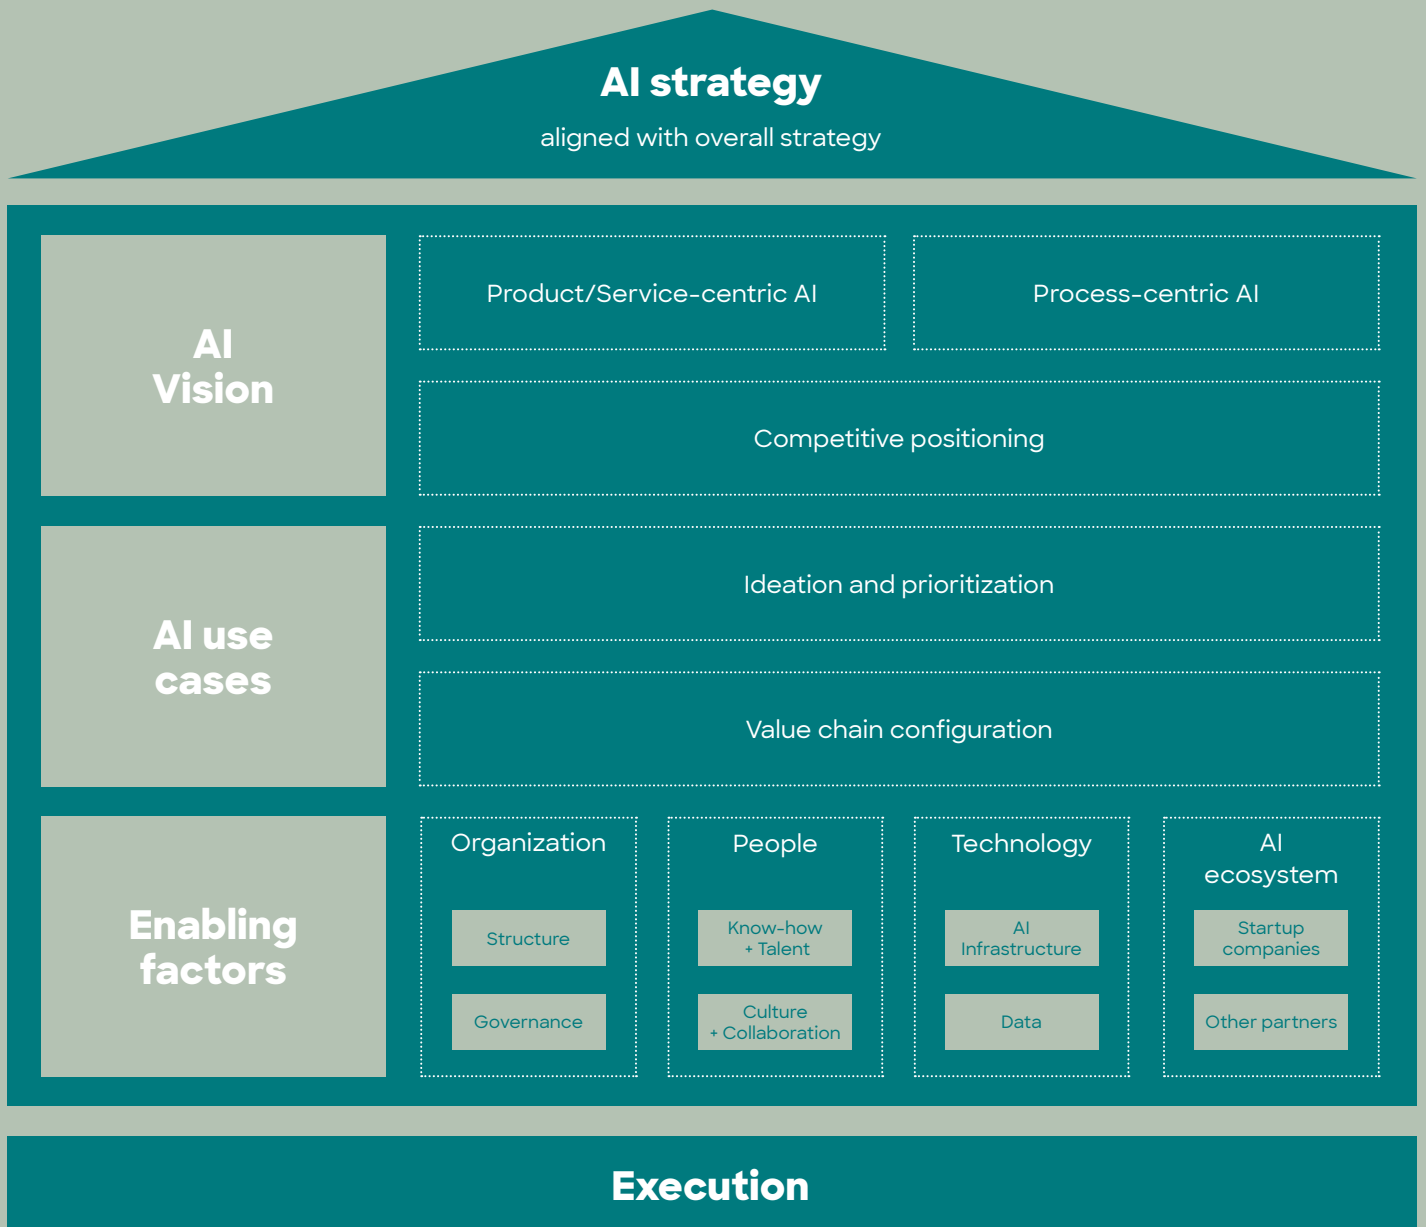 AI strategy
aligned with overall strategy
AI
Vision
Product/Service-centric AI
Process-centric AI
Competitive positioning
AI use
cases
Ideation and prioritization
Value chain configuration
Enabling
factors
Organization
Structure
Governance
People
Know-how
+ Talent
Culture
+ Collaboration
Technology
AI
Infrastructure
Data
AI
ecosystem
Startup
companies
Other partners
Execution